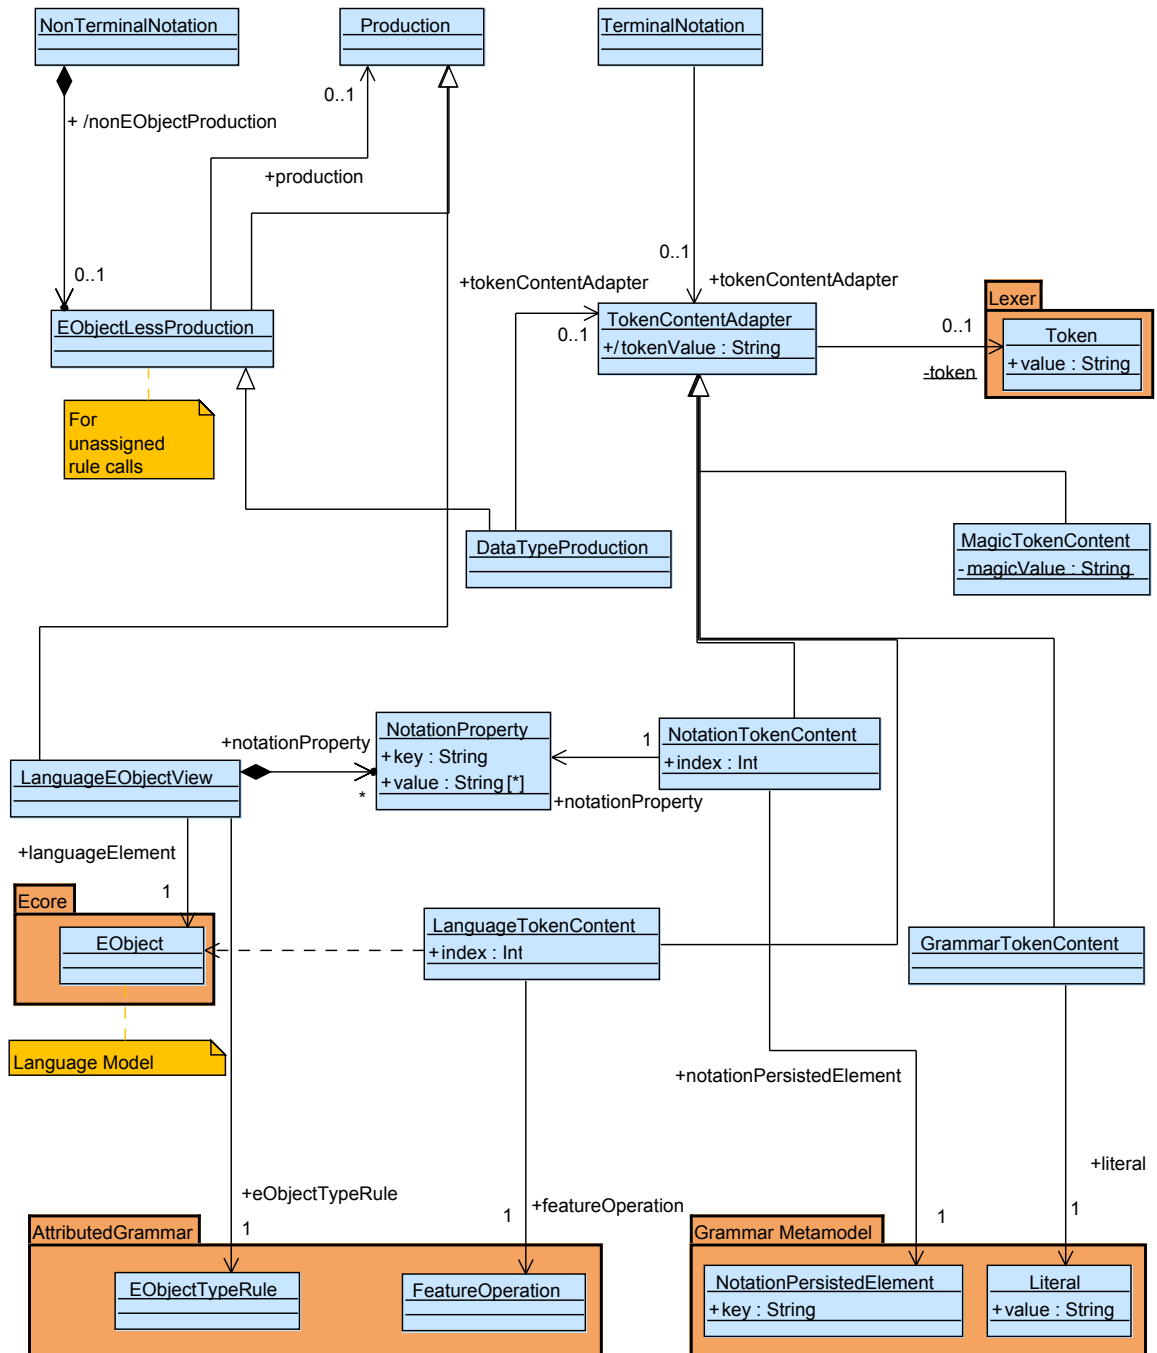 NonTerminalNotation
Production
TerminalNotation
0..1
+ /nonEObjectProduction
+production
0..1
0..1
+tokenContentAdapter
+tokenContentAdapter
Lexer
EObjectLessProduction
TokenContentAdapter
+/tokenValue : String
0..1
0..1
Token
+value : String
-token
For
unassigned
rule calls
DataTypeProduction
MagicTokenContent
-magicValue : String
NotationProperty
+key : String
+value : String[*]
NotationTokenContent
+index : Int
+notationProperty
1
LanguageEObjectView
*
+notationProperty
+languageElement
1
Ecore
EObject
LanguageTokenContent
+index : Int
GrammarTokenContent
Language Model
+notationPersistedElement
+literal
+eObjectTypeRule
1
1
+featureOperation
1
1
AttributedGrammar
Grammar Metamodel
EObjectTypeRule
FeatureOperation
NotationPersistedElement
+key : String
Literal
+value : String